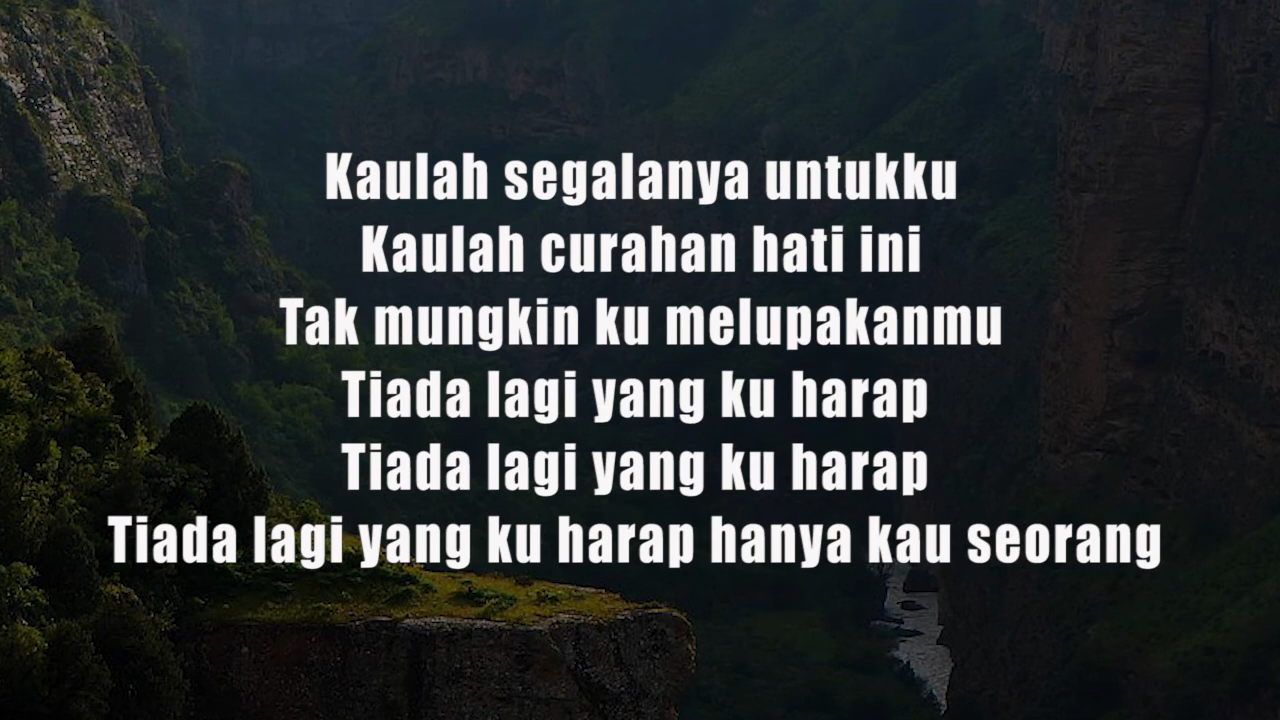 Kaulah segalanya untukku
Kaulah curahan hati ini
Tak mungkin ku melupakanmu
Tiada lagi yang ku harap
Tiada lagi yang ku harap
Tiada lagi yang ku harap hanya kau seorang